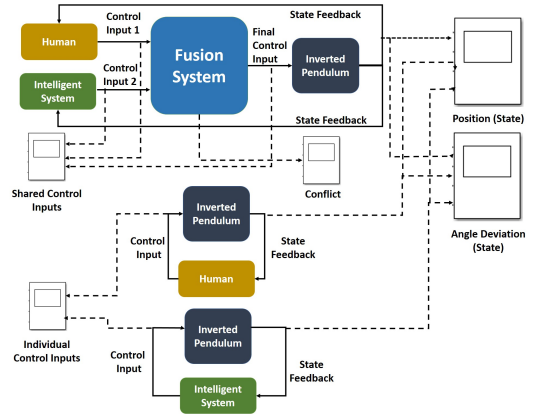 State Feedback
Control
Input 1
Human
Fusion
System
Final
Control
Input
Inverted
Pendulum
Control
Input 2
Intelligent
System
State Feedback
Position (State)
Shared Control
Inputs
Conflict
Angle Deviation
(State)
Inverted
Pendulum
Control
Input
State
Feedback
Human
Individual
Control Inputs
Inverted
Pendulum
Control
Input
State
Feedback
Intelligent
System